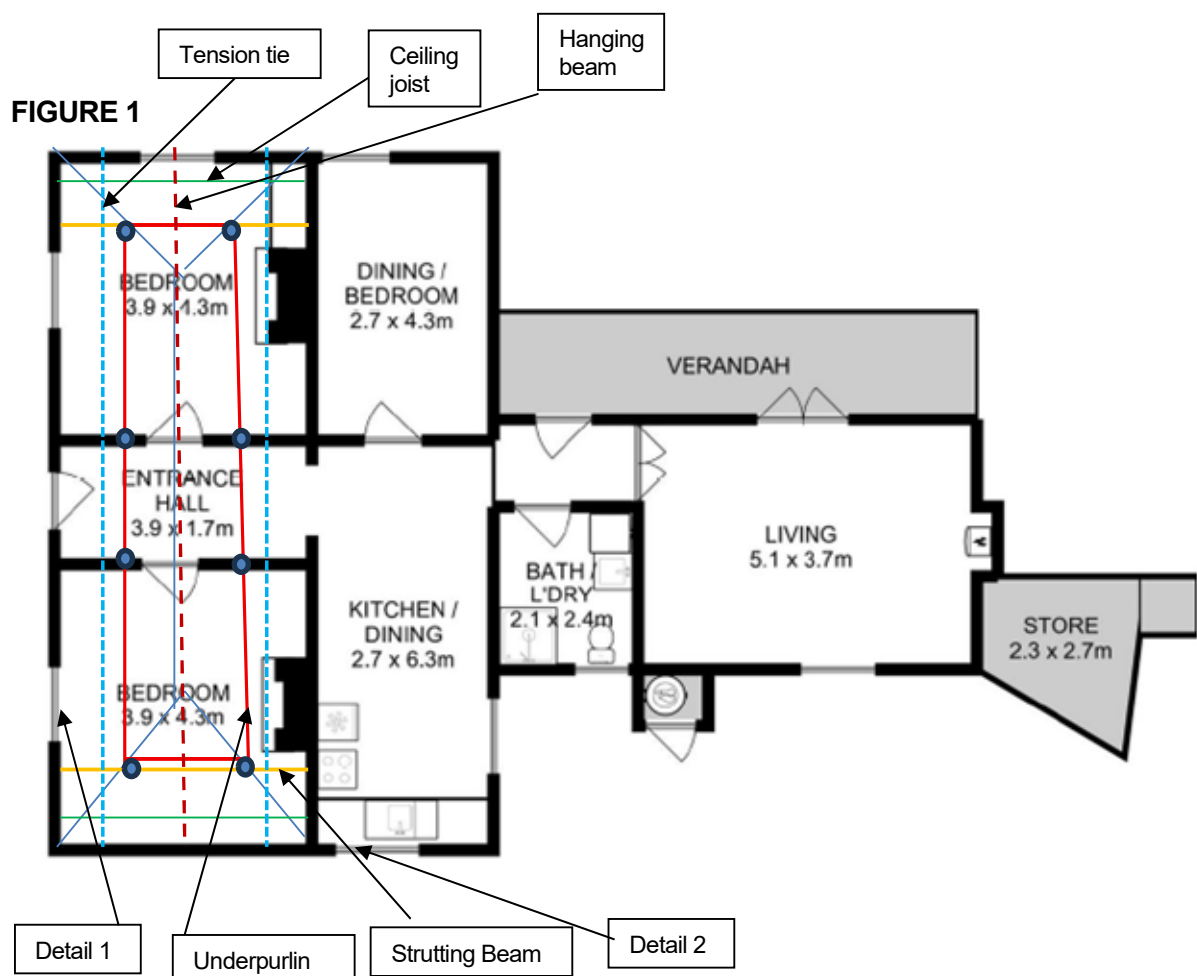 Tension tie
Ceiling
joist
Hanging
beam
FIGURE 1
BEDROOM
3.9 x 4.3m
DINING /
BEDROOM
2.7 x 4.3m
VERANDAH
ENTRANCE
HALL
3.9 x 1.7m
LIVING
5.1 x 3.7m
BATH /
L'DRY
2.1 x 2.4m
KITCHEN /
DINING
2.7 x 6.3m
STORE
2.3 x 2.7m
BEDROOM
3.9 x 4.3m
Detail 1
Underpurlin
Strutting Beam
Detail 2